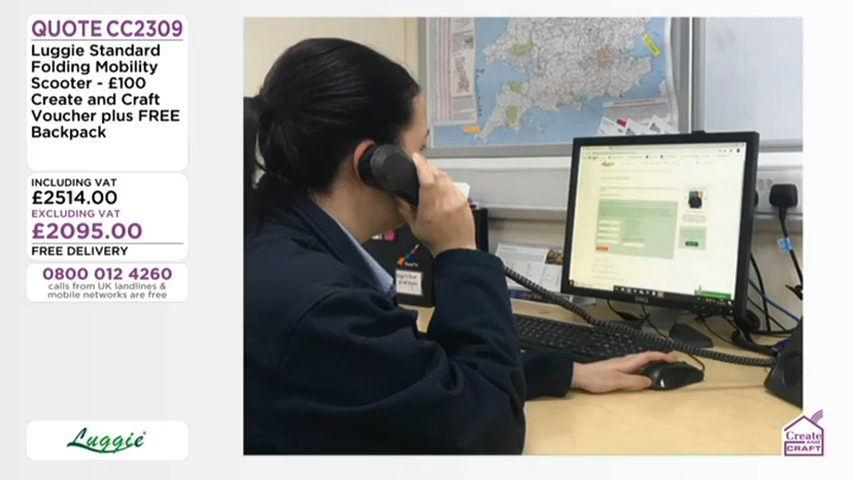 QUOTE CC2309
Luggie Standard
Folding Mobility
Scooter - £100
Create and Craft
Voucher plus FREE
Backpack
INCLUDING VAT
£2514.00
EXCLUDING VAT
£2095.00
FREE DELIVERY
0800 012 4260
calls from UK landlines &
mobile networks are free
Luggie
DELL
Create
AND
CRAFT